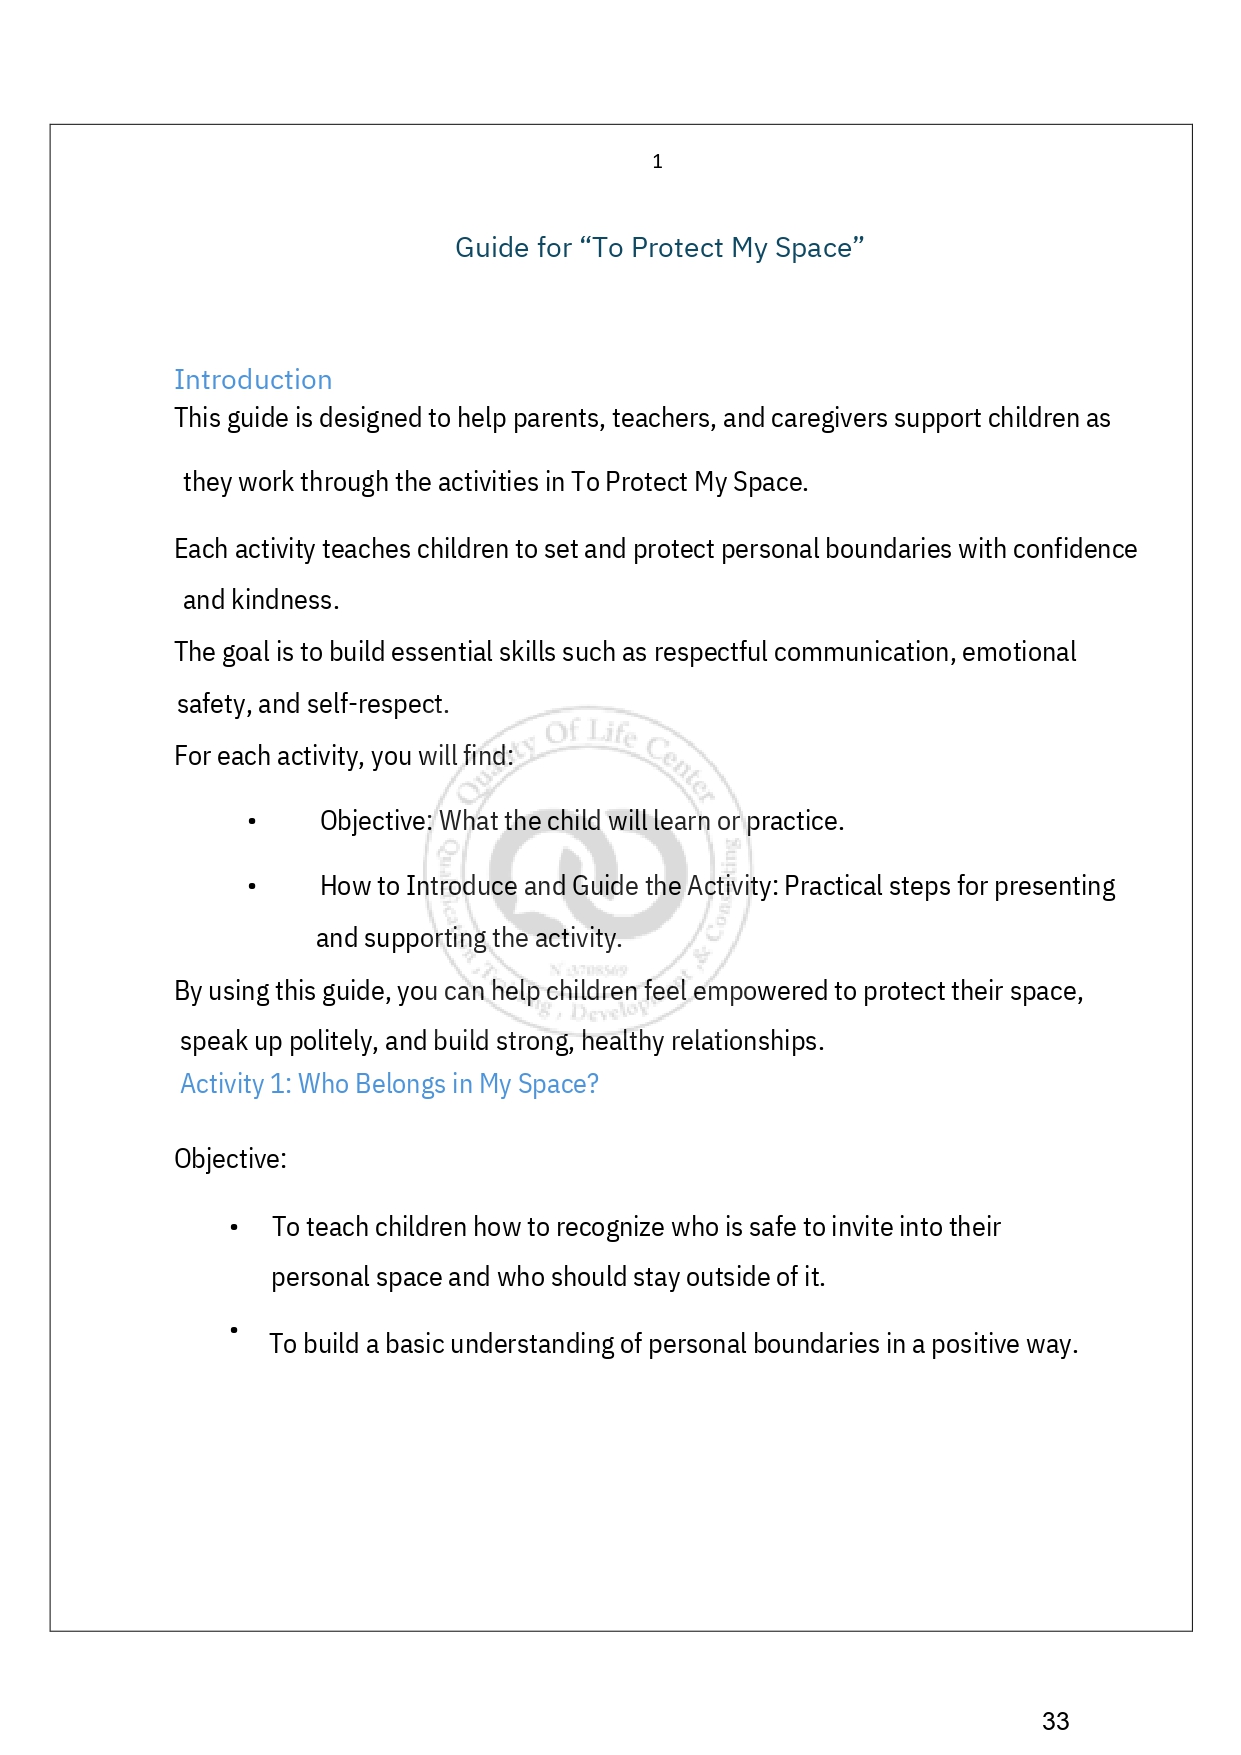 1
Guide for “To Protect My Space”
Introduction
This guide is designed to help parents, teachers, and caregivers support children as
they work through the activities in To Protect My Space.
Each activity teaches children to set and protect personal boundaries with confidence
and kindness.
The goal is to build essential skills such as respectful communication, emotional
safety, and self-respect.
For each activity, you will find:
• Objective: What the child will learn or practice.
• How to Introduce and Guide the Activity: Practical steps for presenting
and supporting the activity.
By using this guide, you can help children feel empowered to protect their space,
speak up politely, and build strong, healthy relationships.
Activity 1: Who Belongs in My Space?
Objective:
• To teach children how to recognize who is safe to invite into their
personal space and who should stay outside of it.
• To build a basic understanding of personal boundaries in a positive way.
Quality Of Life Center
Training , Development ,& Consulting
33